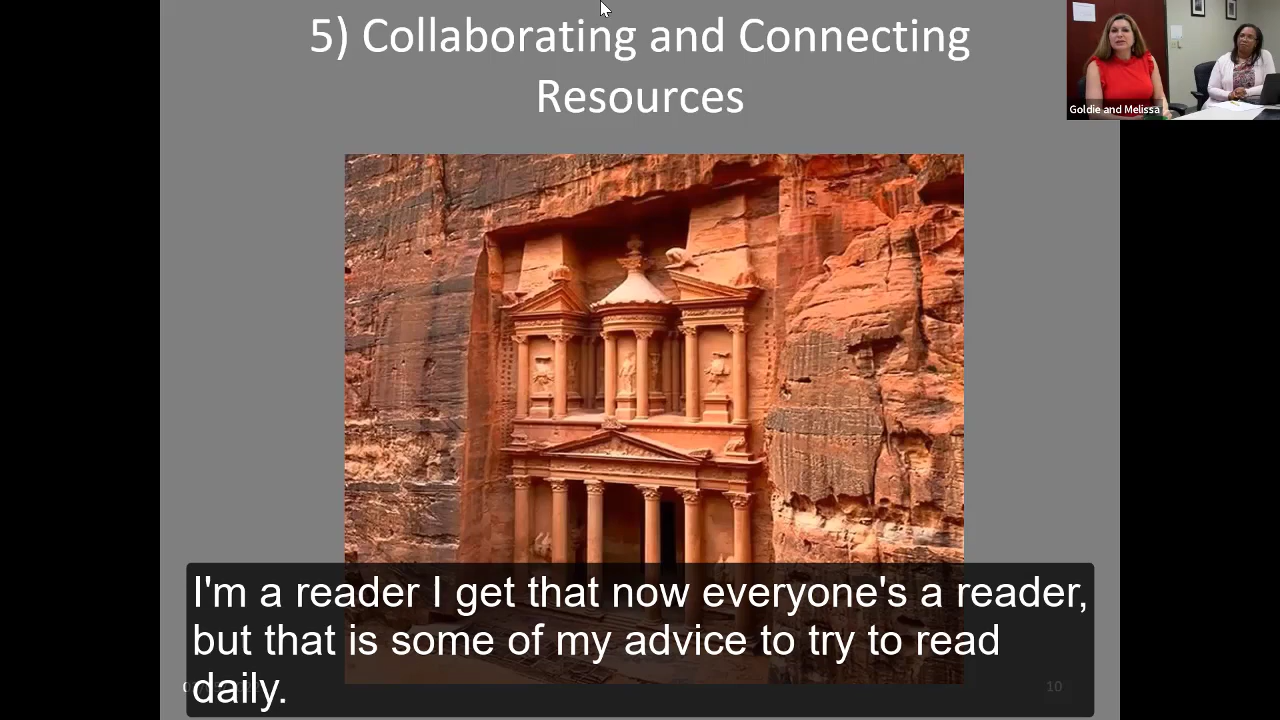 5) Collaborating and Connecting
Resources
Goldie and Melissa
I'm a reader I get that now everyone's a reader,
but that is some of my advice to try to read
daily.
10